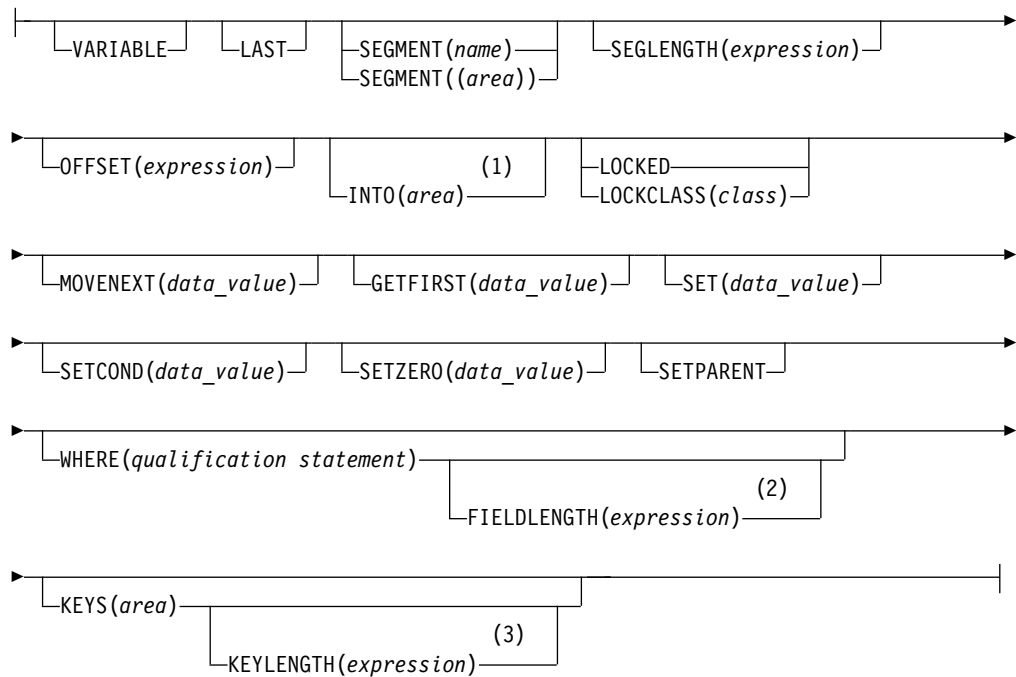 VARIABLE LAST SEGMENT(name) SEGLENGTH(expression)
SEGMENT((area))
OFFSET(expression) (1) LOCKED
INTO(area) LOCKCLASS(class)
MOVENEXT(data_value) GETFIRST(data_value) SET(data_value)
SETCOND(data_value) SETZERO(data_value) SETPARENT
WHERE(qualification statement)
(2)
FIELDLENGTH(expression)
KEYS(area)
(3)
KEYLENGTH(expression)